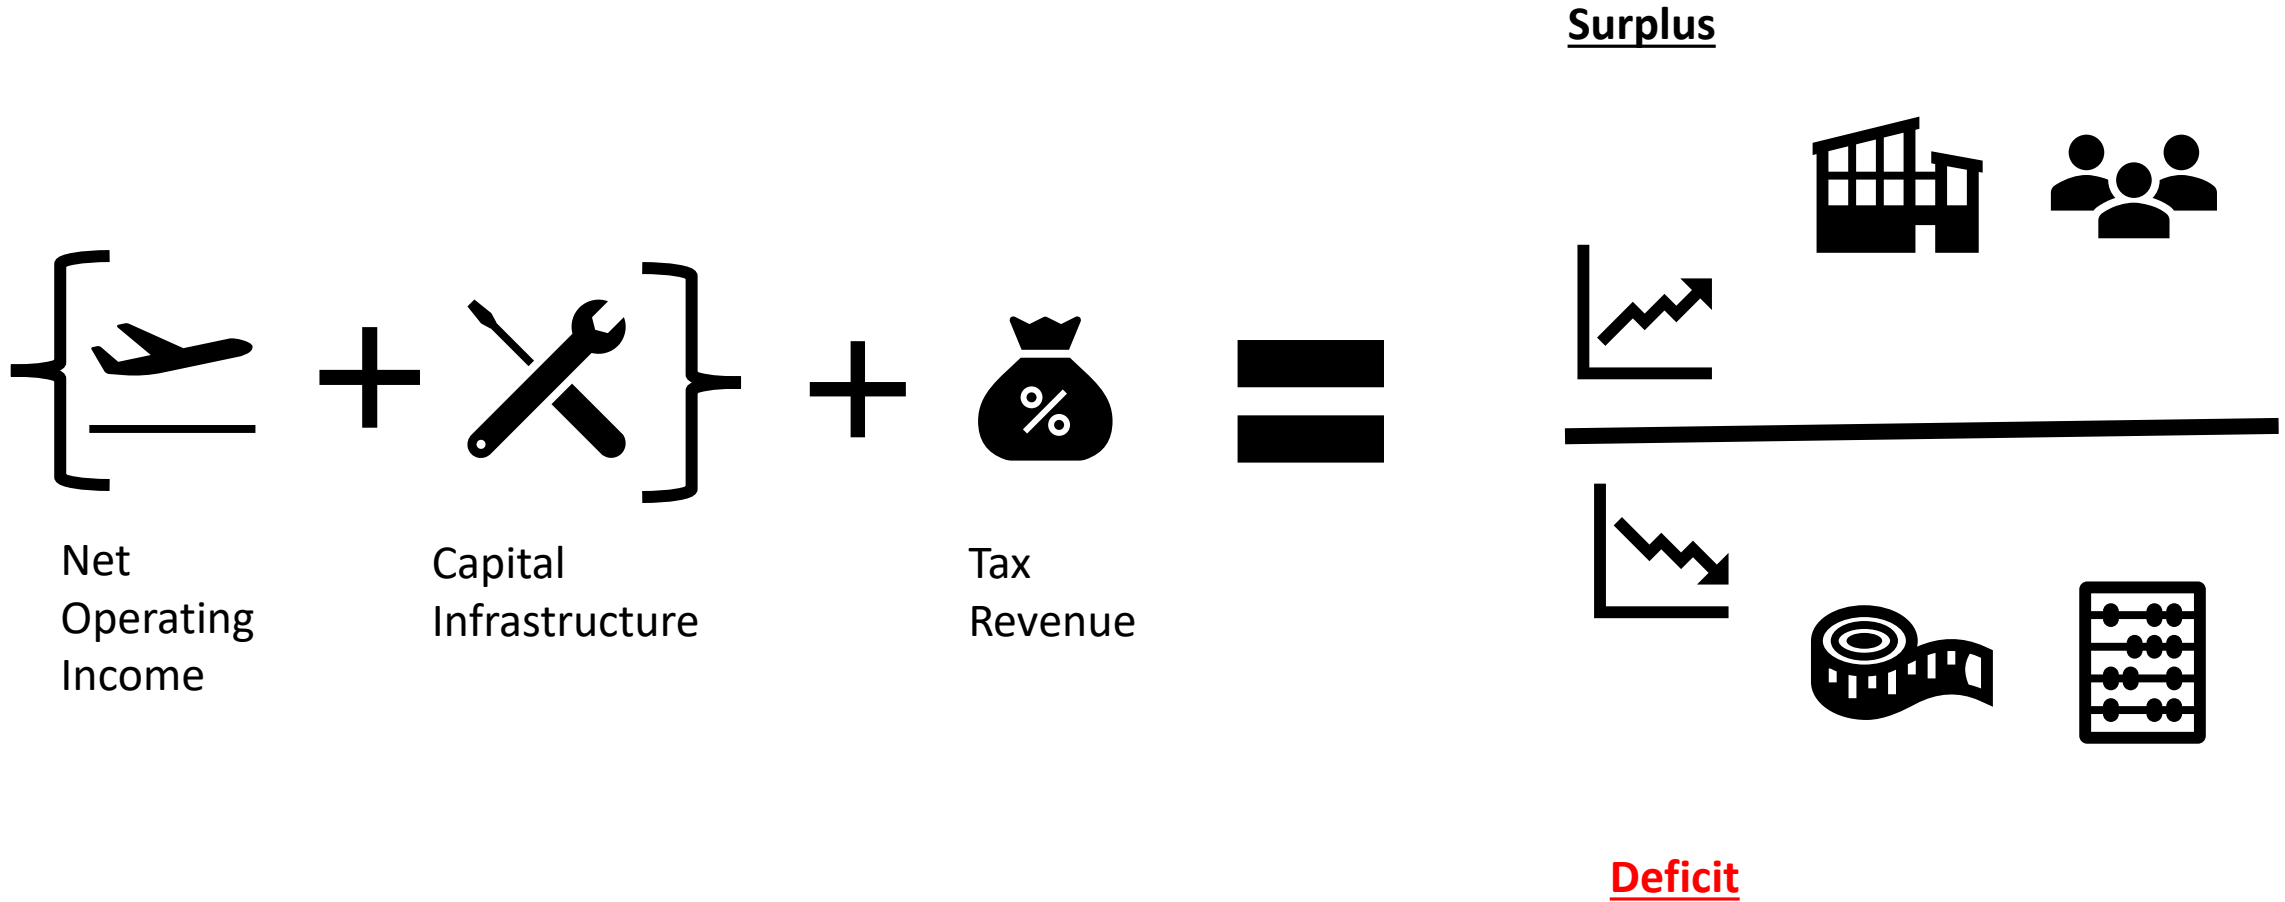 Surplus
Net
Operating
Income
Capital
Infrastructure
Tax
Revenue
%
Deficit